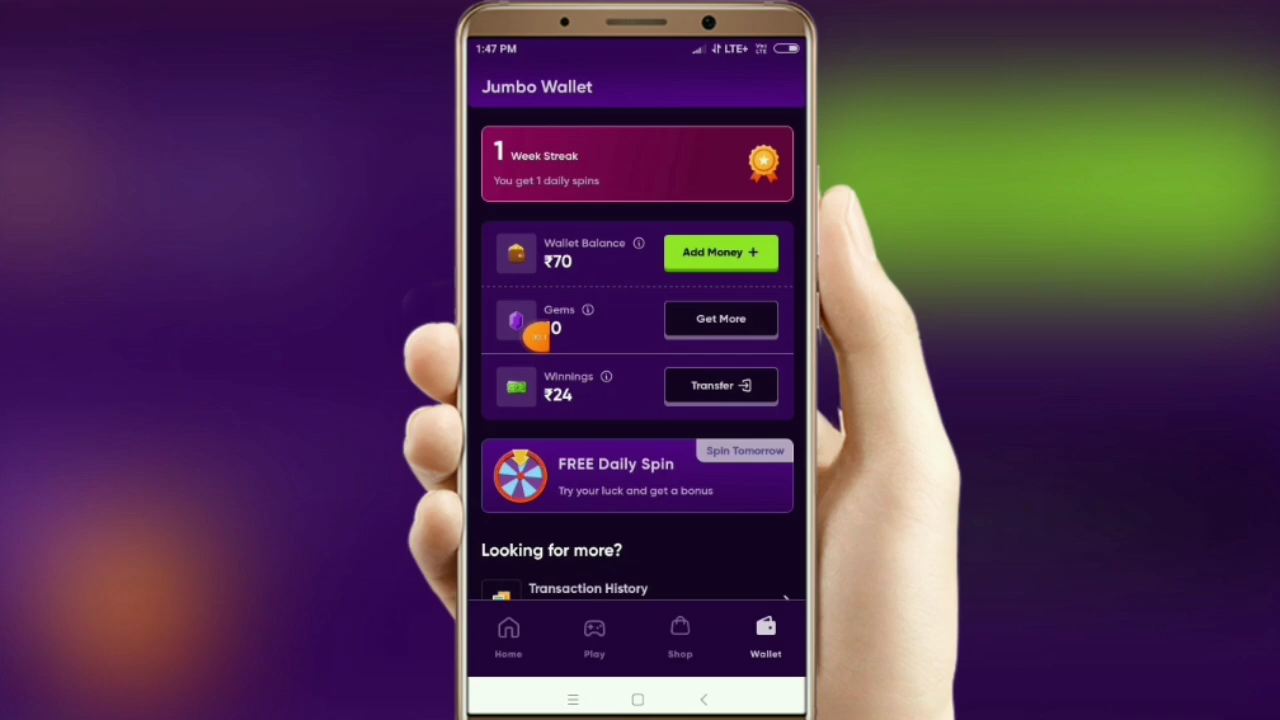 1:47 PM
LTE+
Jumbo Wallet
1 Week Streak
You get 1 daily spins
Wallet Balance
₹70
Add Money +
Gems
0
Get More
Winnings
₹24
Transfer
Spin Tomorrow
FREE Daily Spin
Try your luck and get a bonus
Looking for more?
Transaction History
Home
Play
Shop
Wallet